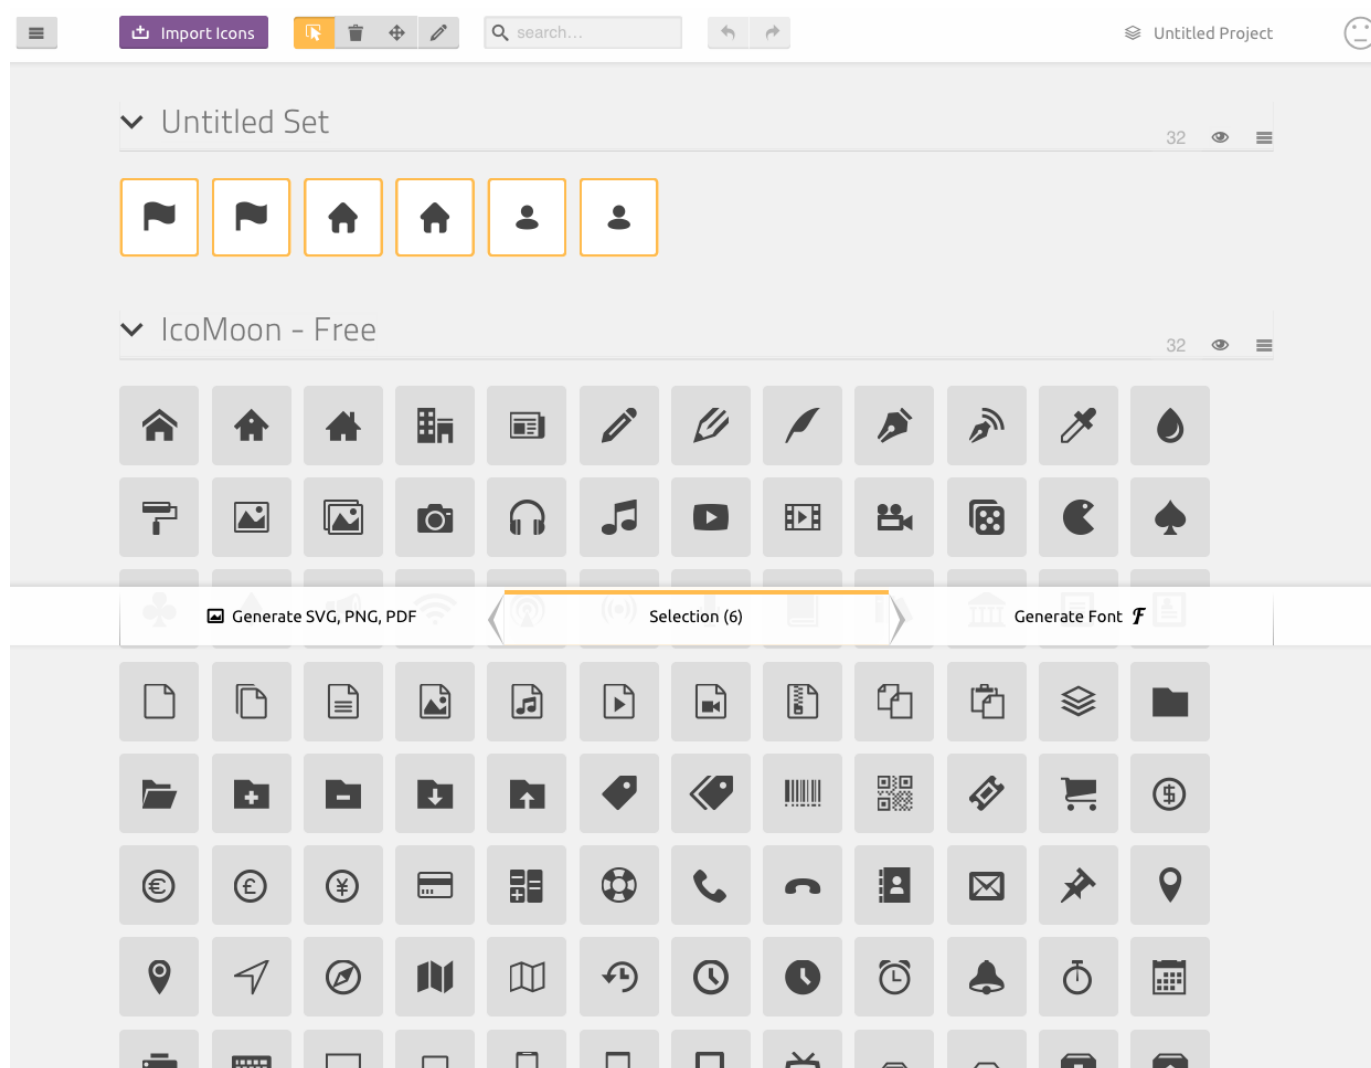 Import Icons
search...
Untitled Project
Untitled Set
32
IcoMoon - Free
32
Generate SVG, PNG, PDF
Selection (6)
Generate Font